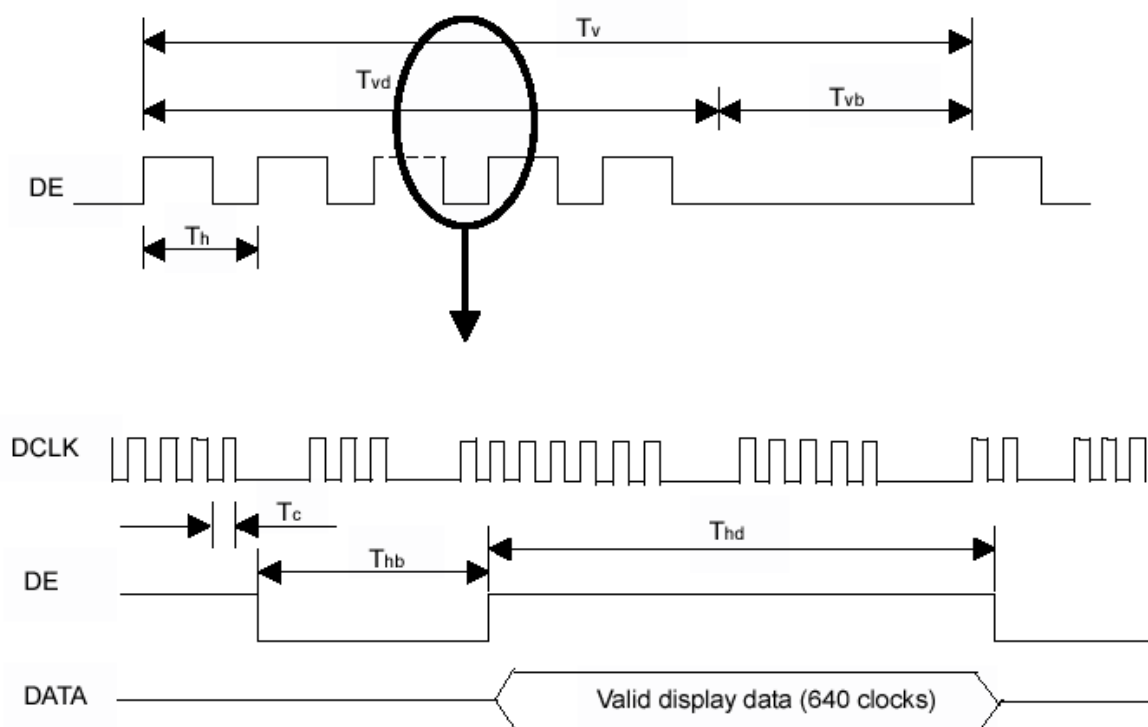 Tv
Tvd
Tvb
DE
Th
DCLK
Tc
Thd
Thb
DE
DATA
Valid display data (640 clocks)